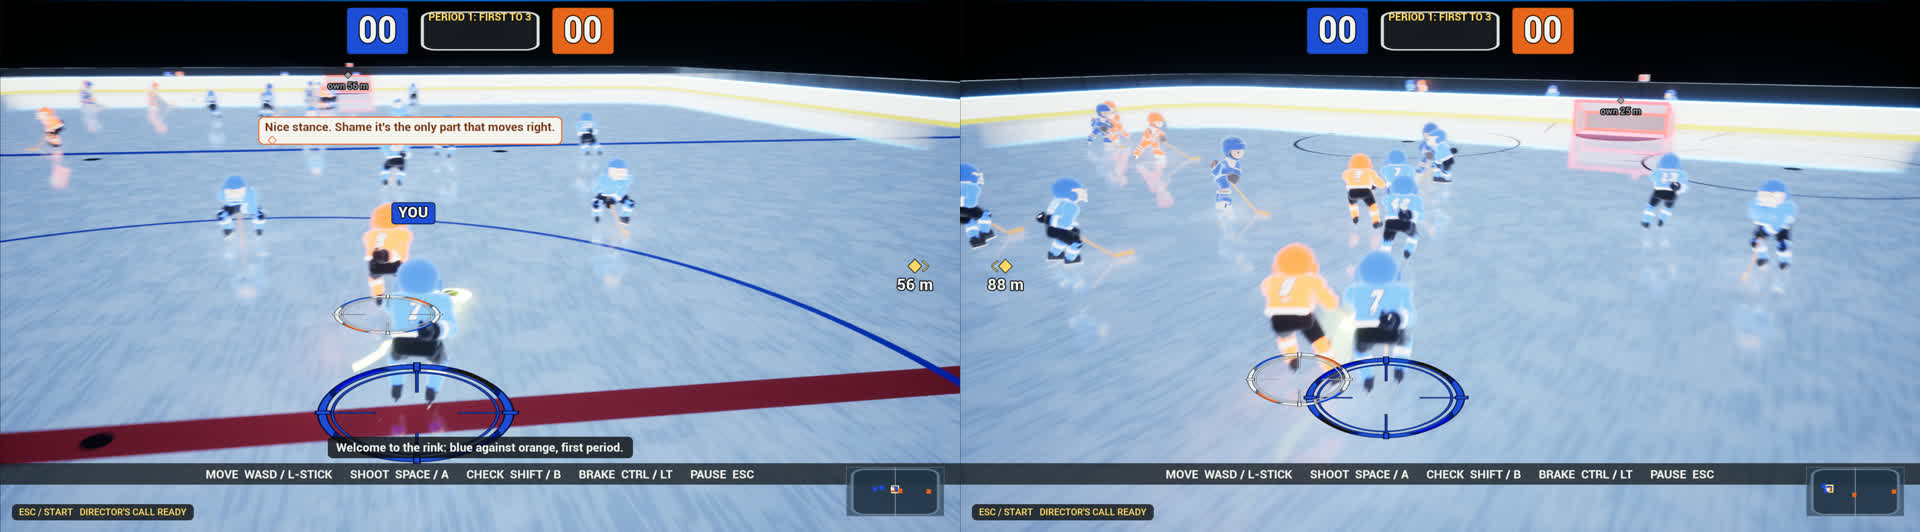 00
PERIOD 1: FIRST TO 3
00
own 56 m
Nice stance. Shame it's the only part that moves right.
YOU
56 m
7
Welcome to the rink: blue against orange, first period.
MOVE WASD / L-STICK SHOOT SPACE / A CHECK SHIFT / B BRAKE CTRL / LT PAUSE ESC
ESC / START DIRECTOR'S CALL READY
00
PERIOD 1: FIRST TO 3
00
own 25 m
88 m
7
7
MOVE WASD / L-STICK SHOOT SPACE / A CHECK SHIFT / B BRAKE CTRL / LT PAUSE ESC
ESC / START DIRECTOR'S CALL READY